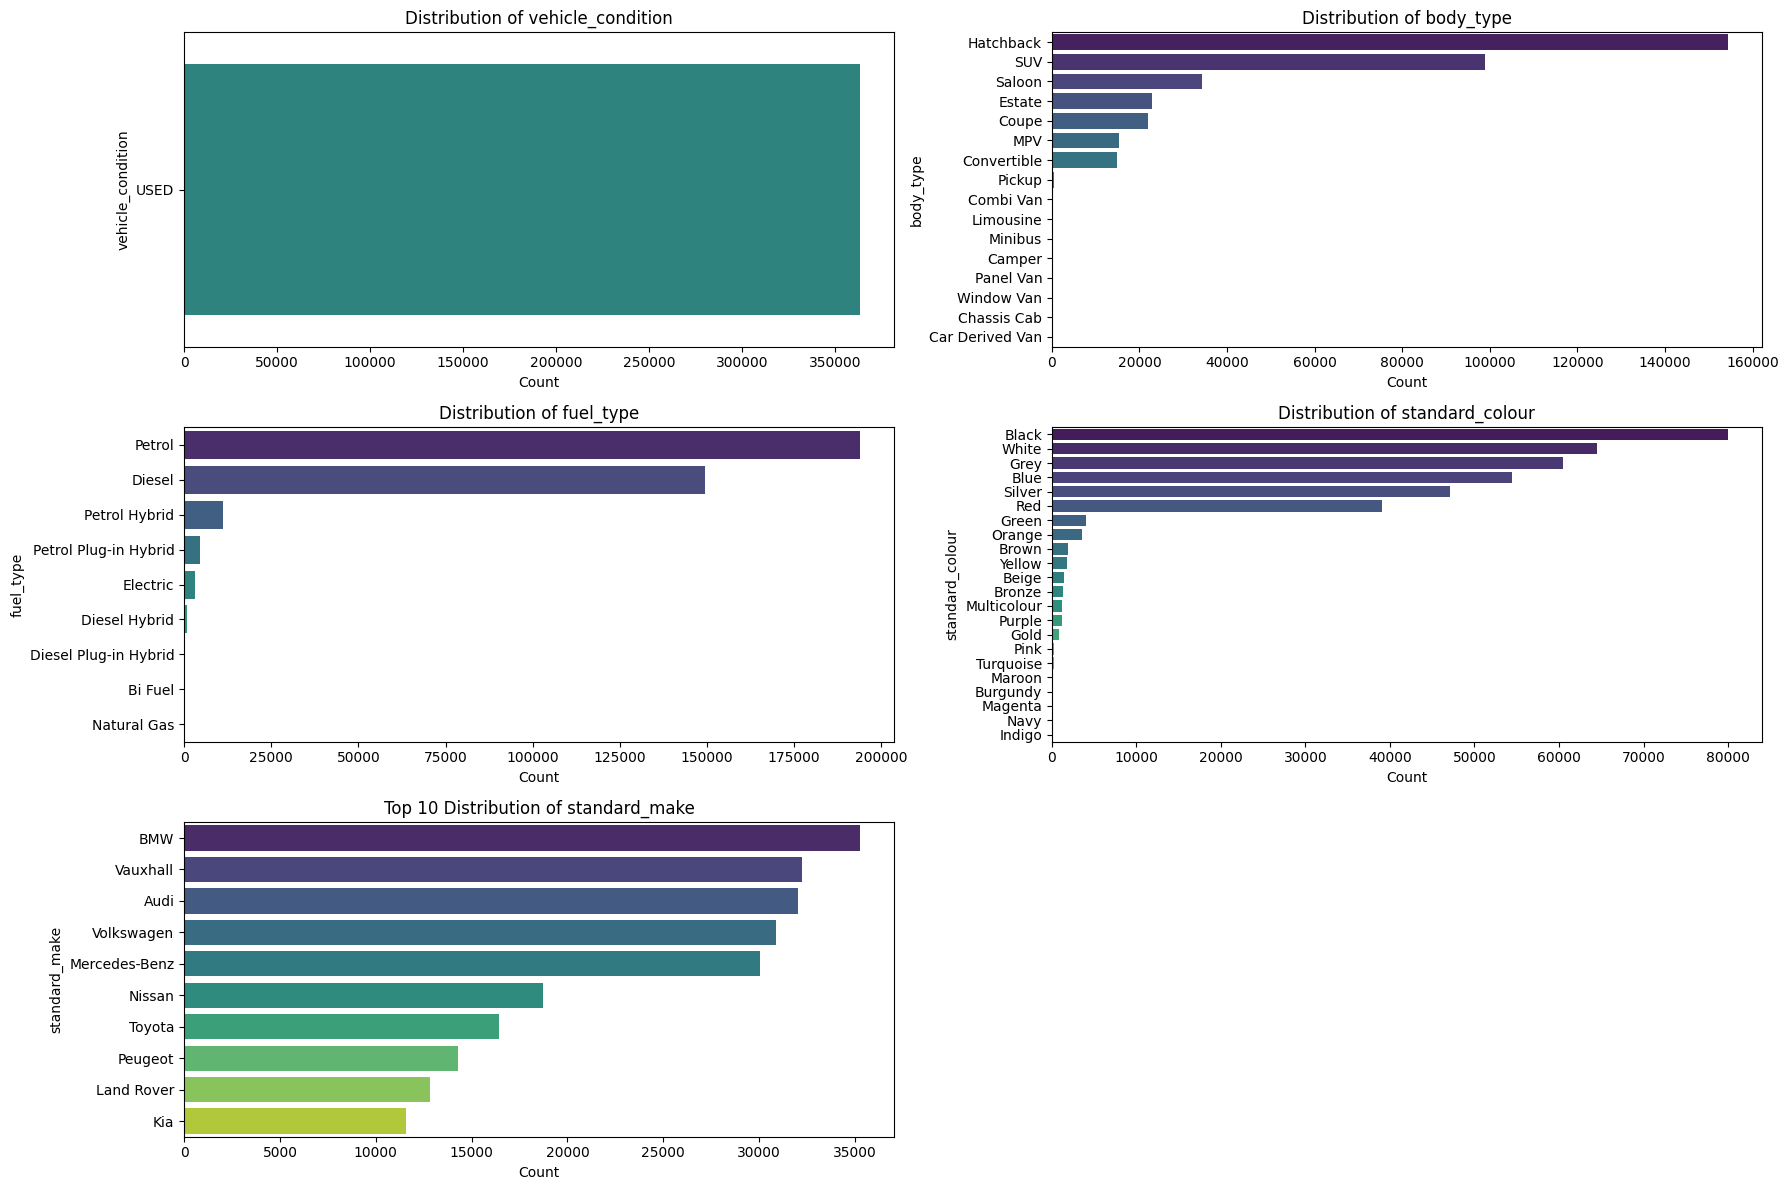 Distribution of vehicle_condition
vehicle_condition
USED
0 50000 100000 150000 200000 250000 300000 350000
Count
Distribution of body_type
body_type
Hatchback
SUV
Saloon
Estate
Coupe
MPV
Convertible
Pickup
Combi Van
Limousine
Minibus
Camper
Panel Van
Window Van
Chassis Cab
Car Derived Van
0 20000 40000 60000 80000 100000 120000 140000 160000
Count
Distribution of fuel_type
fuel_type
Petrol
Diesel
Petrol Hybrid
Petrol Plug-in Hybrid
Electric
Diesel Hybrid
Diesel Plug-in Hybrid
Bi Fuel
Natural Gas
0 25000 50000 75000 100000 125000 150000 175000 200000
Count
Distribution of standard_colour
standard_colour
Black
White
Grey
Blue
Silver
Red
Green
Orange
Brown
Yellow
Beige
Bronze
Multicolour
Purple
Gold
Pink
Turquoise
Maroon
Burgundy
Magenta
Navy
Indigo
0 10000 20000 30000 40000 50000 60000 70000 80000
Count
Top 10 Distribution of standard_make
standard_make
BMW
Vauxhall
Audi
Volkswagen
Mercedes-Benz
Nissan
Toyota
Peugeot
Land Rover
Kia
0 5000 10000 15000 20000 25000 30000 35000
Count